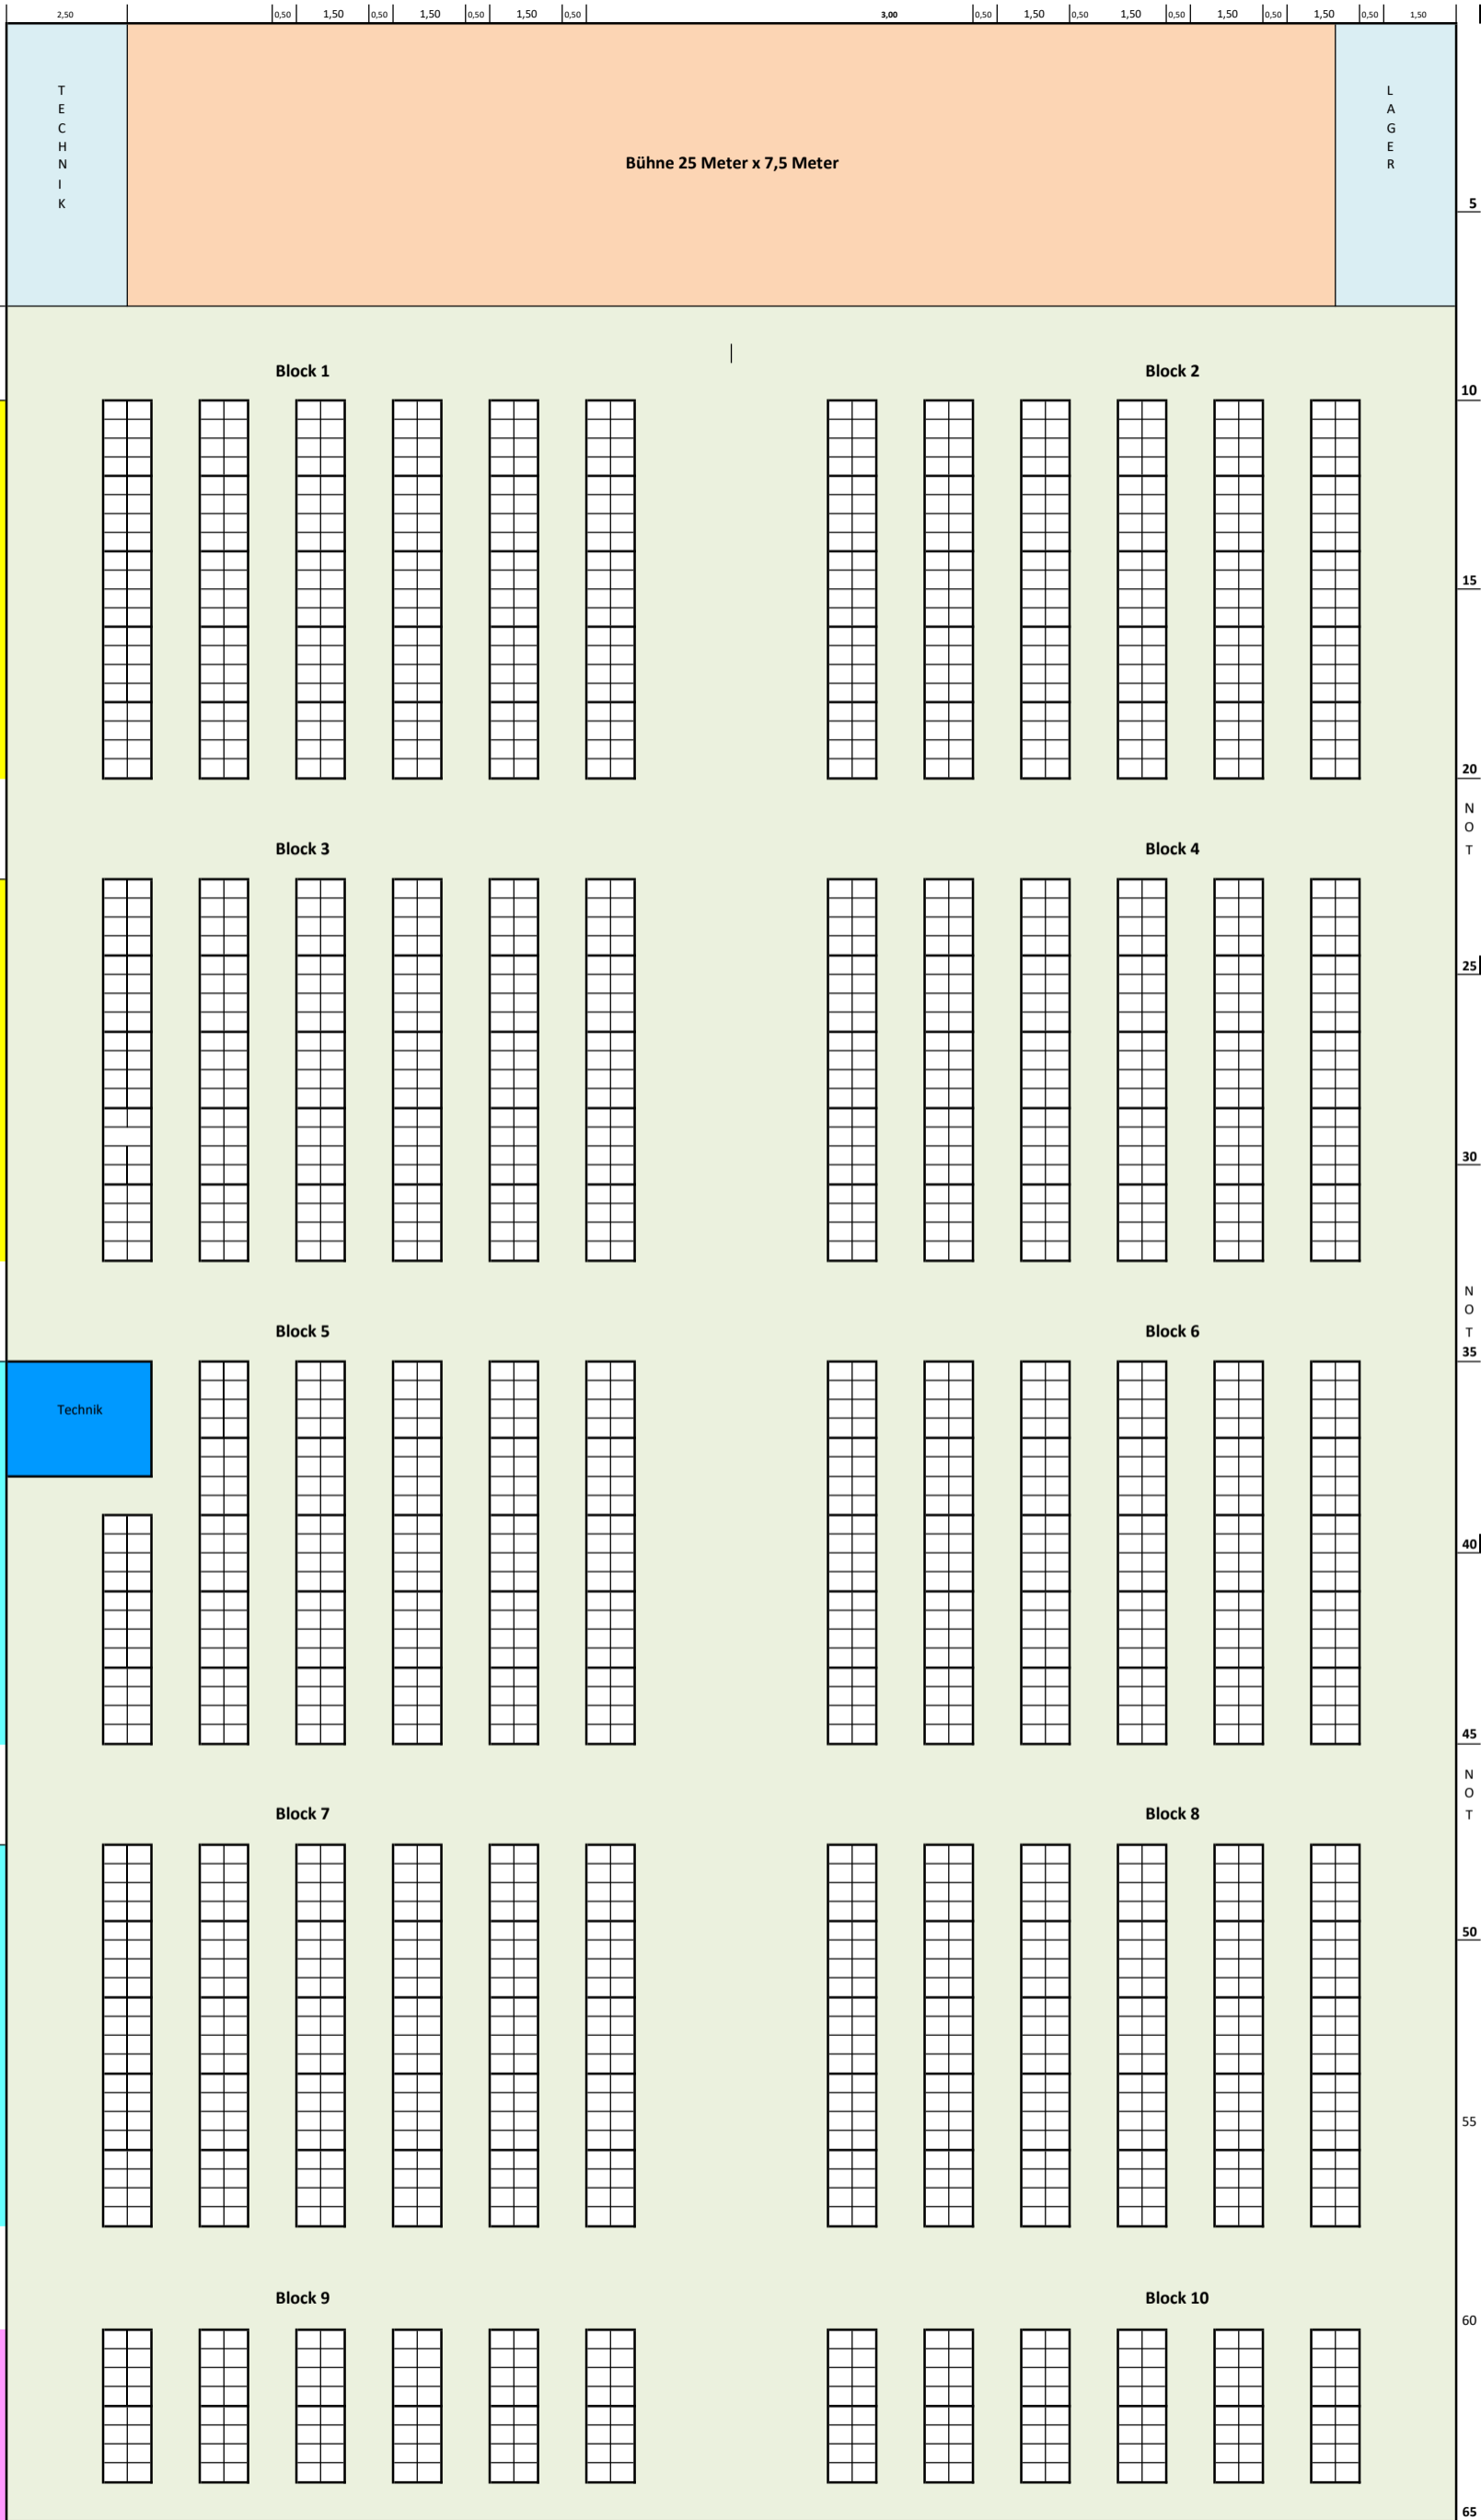 2,50 0,50 1,50 0,50 1,50 0,50 1,50 0,50 3,00 0,50 1,50 0,50 1,50 0,50 1,50 0,50 1,50 0,50 1,50
T
E
C
H
N
I
K
Bühne 25 Meter x 7,5 Meter
L
A
G
E
R
5
Block 1 Block 2
10
15
20
N
O
T
Block 3 Block 4
25
30
N
O
T
Block 5 Block 6
35
Technik
40
45
N
O
T
Block 7 Block 8
50
55
Block 9 Block 10
60
65